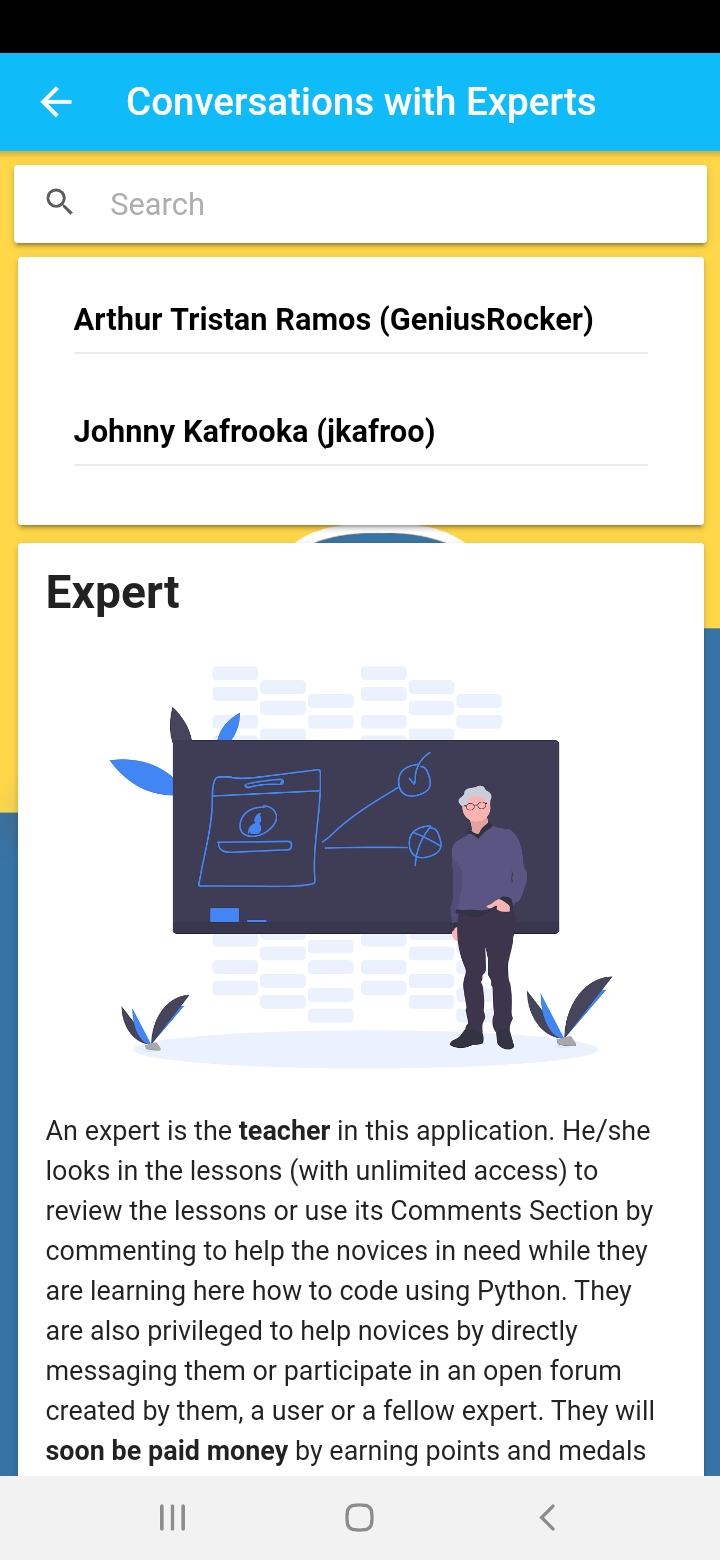 Conversations with Experts
Search
Arthur Tristan Ramos (GeniusRocker)
Johnny Kafrooka (jkafroo)
Expert
An expert is the teacher in this application. He/she
looks in the lessons (with unlimited access) to
review the lessons or use its Comments Section by
commenting to help the novices in need while they
are learning here how to code using Python. They
are also privileged to help novices by directly
messaging them or participate in an open forum
created by them, a user or a fellow expert. They will
soon be paid money by earning points and medals